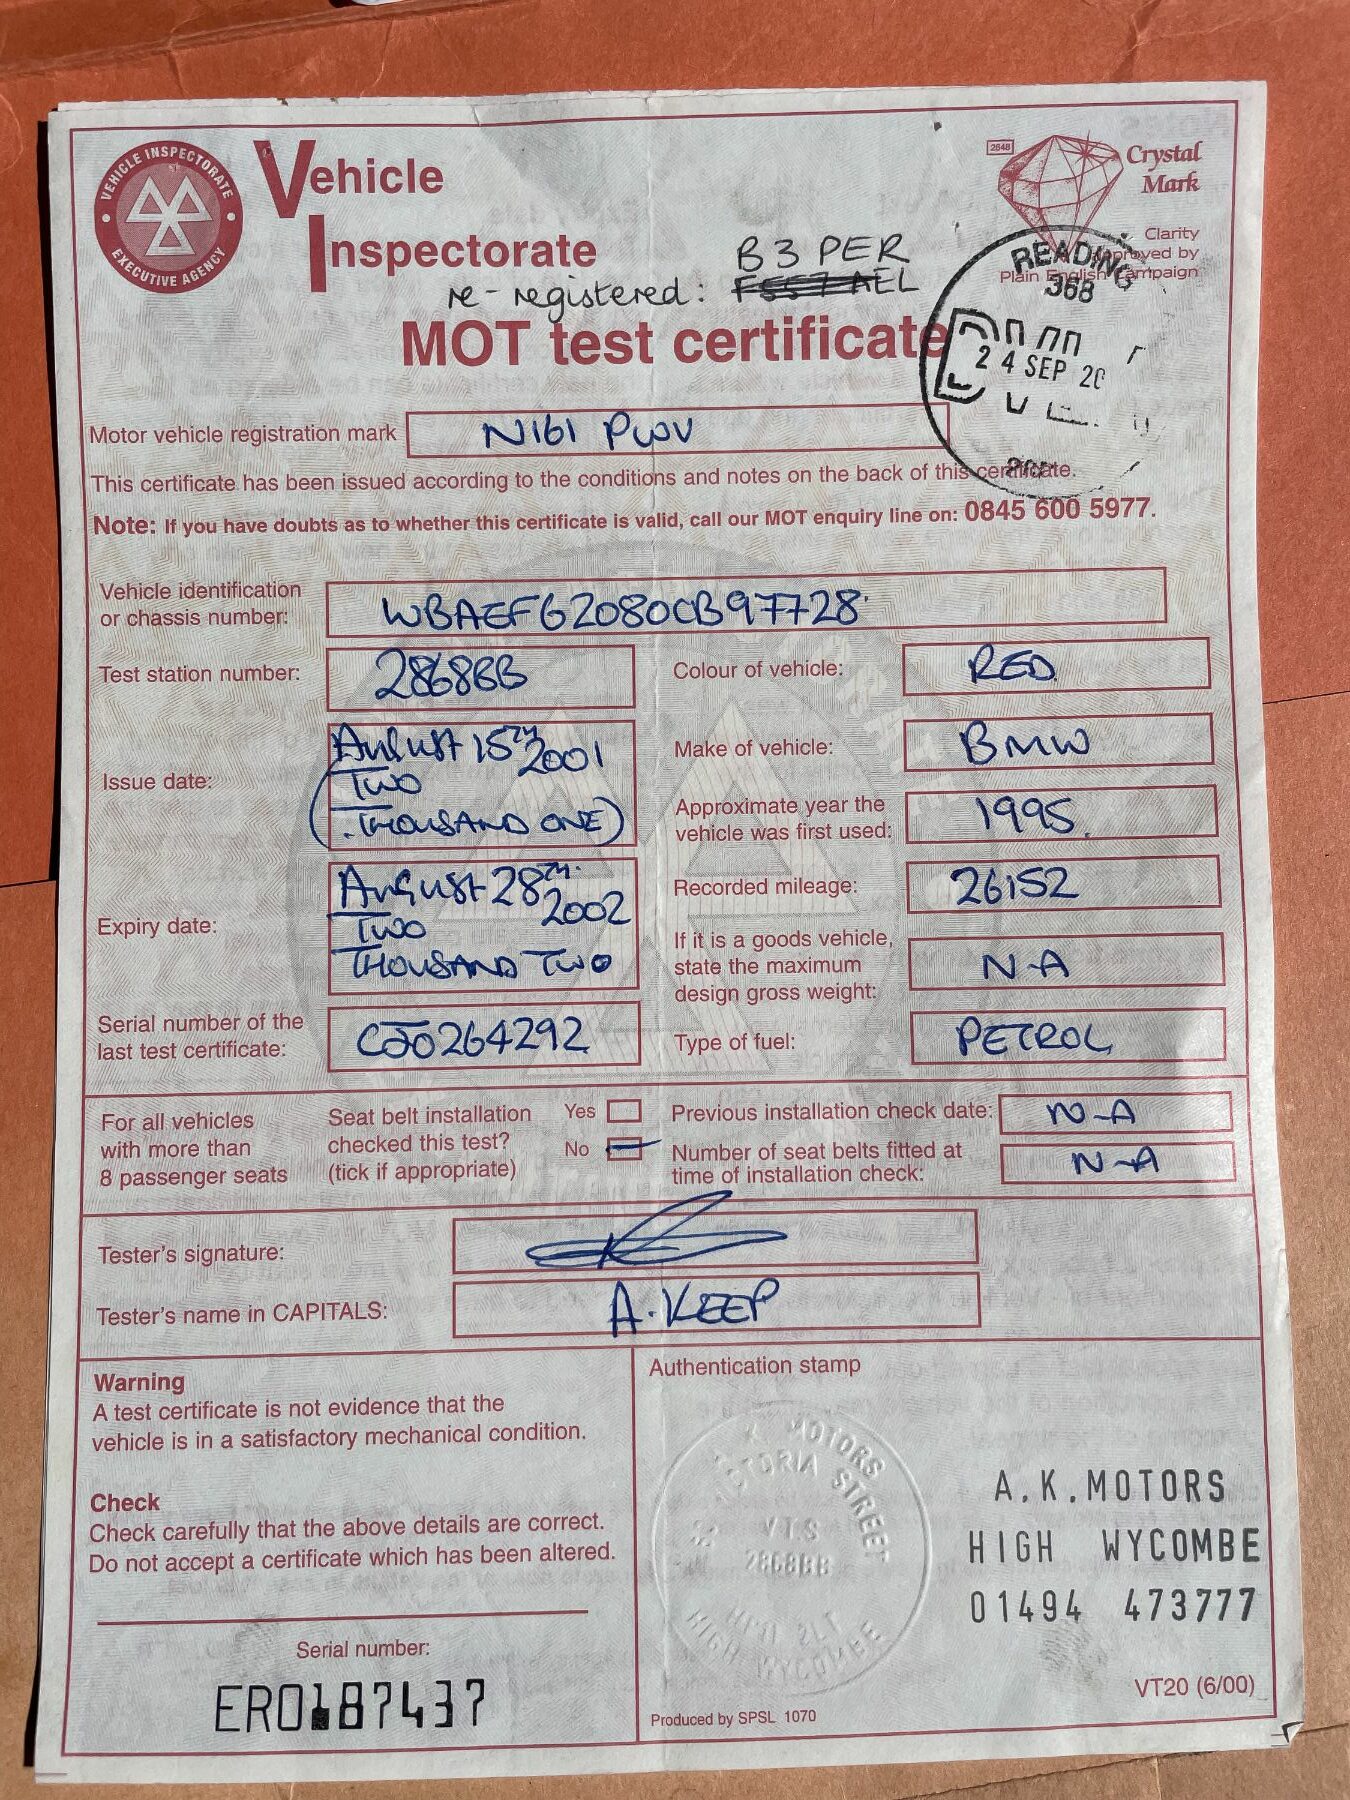 VEHICLE INSPECTORATE
EXECUTIVE AGENCY
Vehicle
Inspectorate
2648
Crystal
Mark
Clarity
approved by
Plain English Campaign
B3 PER
re-registered:
MOT test certificate
READING
368
24 SEP 20
Motor vehicle registration mark N161 PWV
This certificate has been issued according to the conditions and notes on the back of this certificate.
Note: If you have doubts as to whether this certificate is valid, call our MOT enquiry line on: 0845 600 5977.
Vehicle identification
or chassis number: WBAEF62080CB97728
Test station number: 2868BB
Colour of vehicle: RED
Issue date: August 15TH 2001
(TWO
THOUSAND ONE)
Make of vehicle: BMW
Approximate year the
vehicle was first used: 1995
Expiry date: August 28TH 2002
TWO
THOUSAND TWO
Recorded mileage: 26152
If it is a goods vehicle,
state the maximum
design gross weight: N-A
Serial number of the
last test certificate: CJ0264292
Type of fuel: PETROL
For all vehicles
with more than
8 passenger seats
Seat belt installation
checked this test?
(tick if appropriate)
Yes
No
Previous installation check date: N-A
Number of seat belts fitted at
time of installation check: N-A
Tester's signature:
Tester's name in CAPITALS: A. KEEP
Warning
A test certificate is not evidence that the
vehicle is in a satisfactory mechanical condition.
Check
Check carefully that the above details are correct.
Do not accept a certificate which has been altered.
Serial number:
ER0187437
Authentication stamp
K MOTORS
VICTORIA STREET
V.T.S
2868BB
HIGH WYCOMBE
A.K.MOTORS
HIGH WYCOMBE
01494 473777
VT20 (6/00)
Produced by SPSL 1070